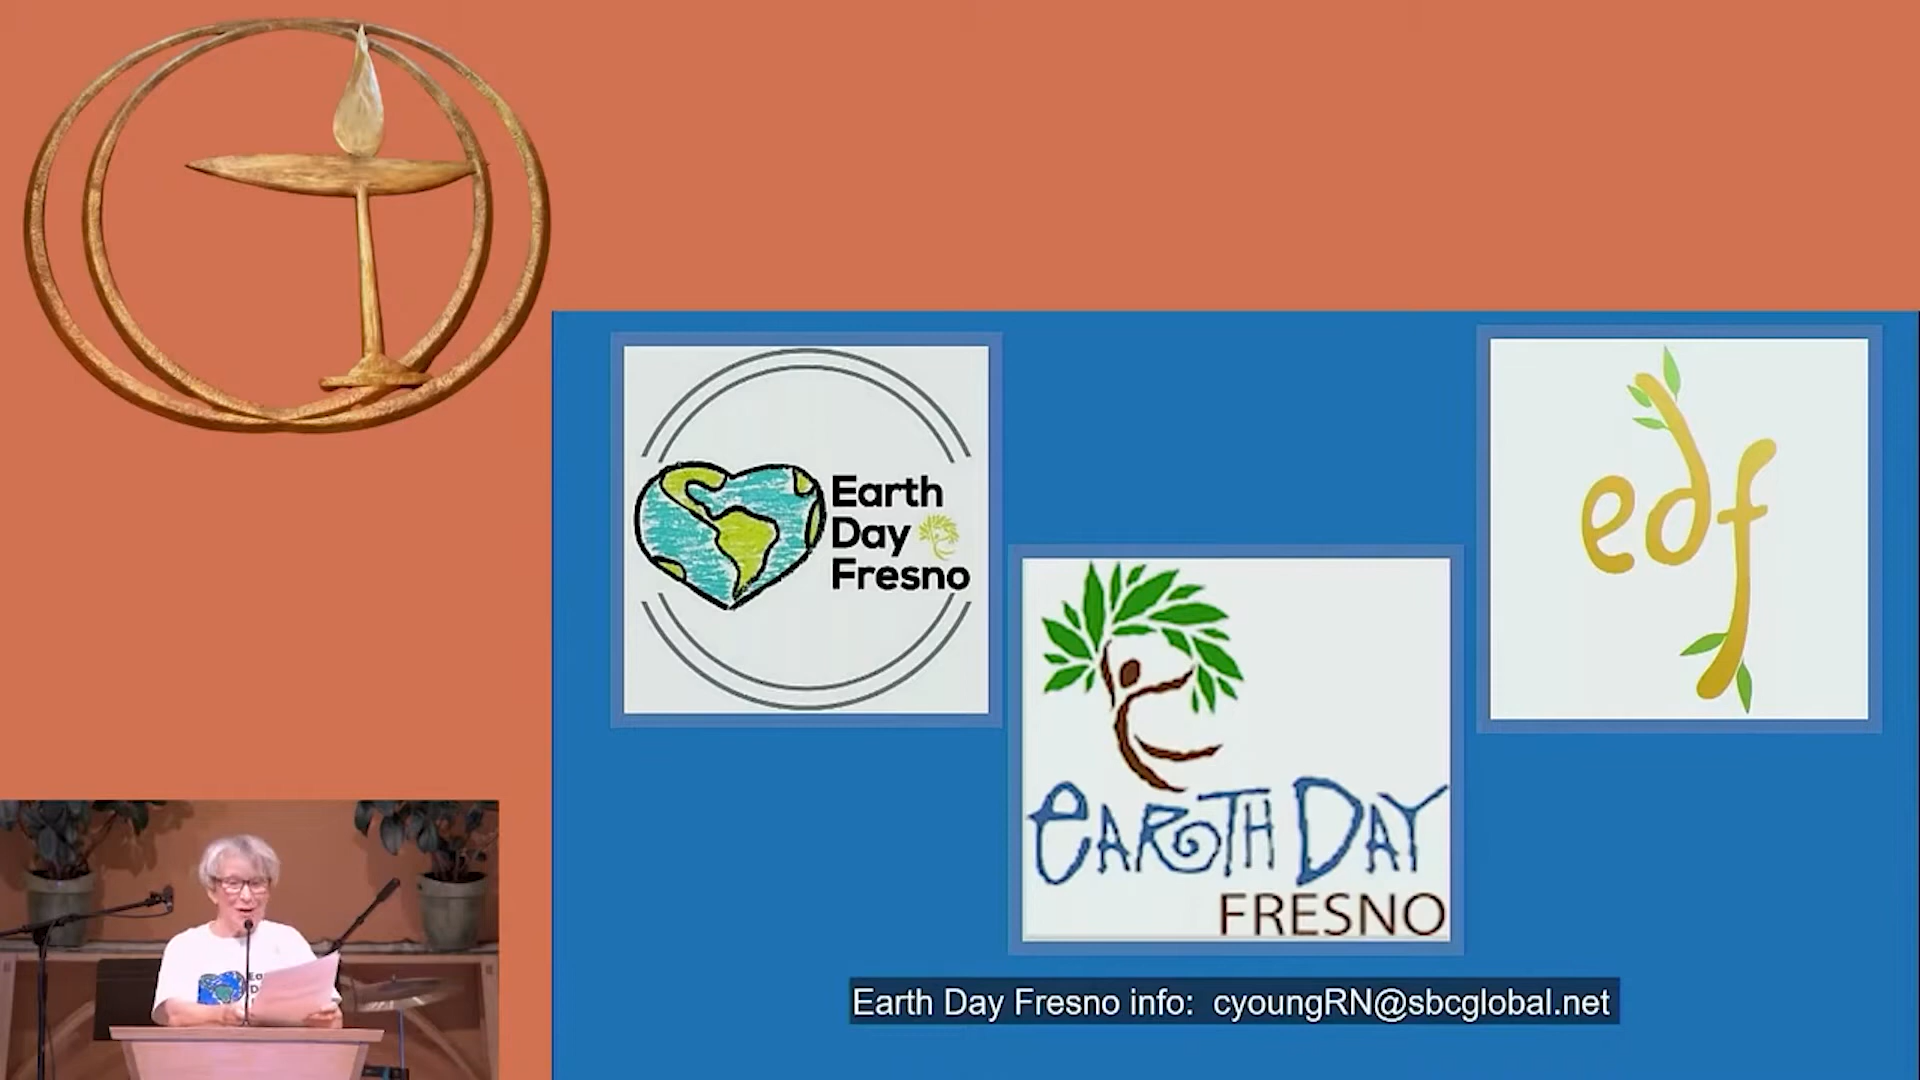 Earth
Day
Fresno
edf
EARTH DAY
FRESNO
Earth Day Fresno info: cyoungRN@sbcglobal.net